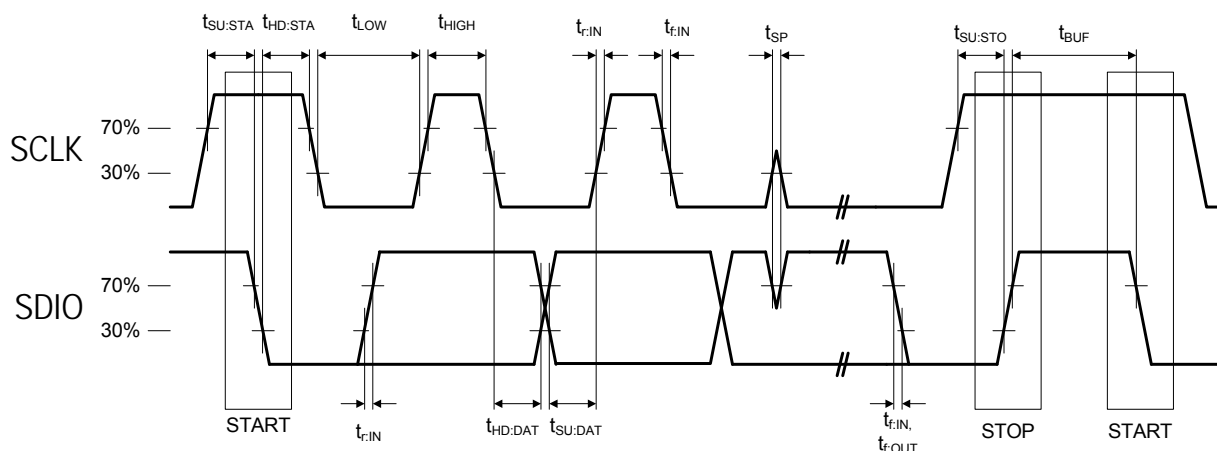 tSU:STA tHD:STA tLOW tHIGH tr:IN tf:IN tSP tSU:STO tBUF
SCLK
70%
30%
SDIO
70%
30%
START
tr:IN
tHD:DAT tSU:DAT
tf:IN,
tf:OUT
STOP
START